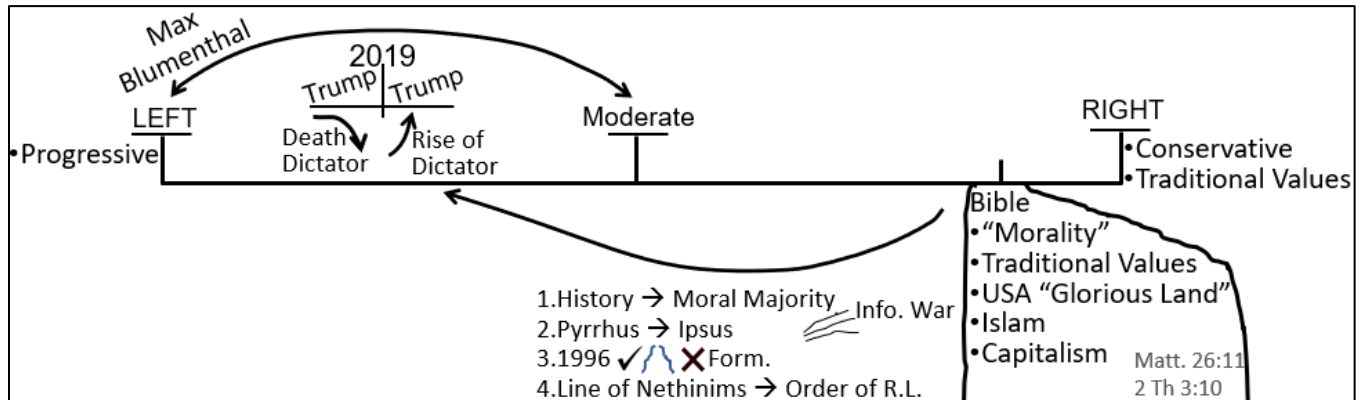 Max
Blumenthal
2019
Trump Trump
LEFT
Moderate
RIGHT
Death
Dictator
Rise of
Dictator
•Progressive
•Conservative
•Traditional Values
Bible
•“Morality”
•Traditional Values
•USA “Glorious Land”
•Islam
•Capitalism
Matt. 26:11
2 Th 3:10
1.History → Moral Majority
2.Pyrrhus → Ipsus
Info. War
3.1996 ✓ ✗ Form.
4.Line of Nethinims → Order of R.L.